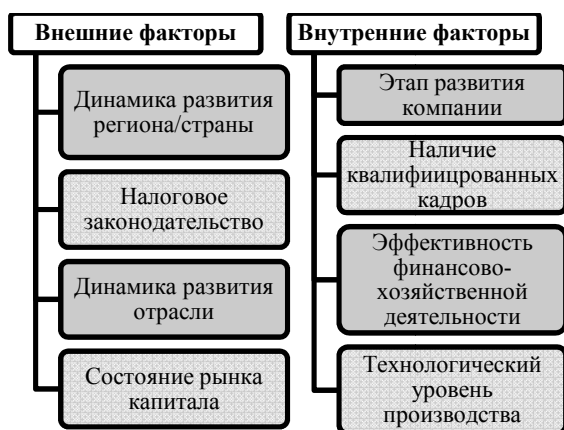 Внешние факторы
Динамика развития
региона/страны
Налоговое
законодательство
Динамика развития
отрасли
Состояние рынка
капитала
Внутренние факторы
Этап развития
компании
Наличие
квалифиицрованных
кадров
Эффективность
финансово-
хозяйственной
деятельности
Технологический
уровень
производства